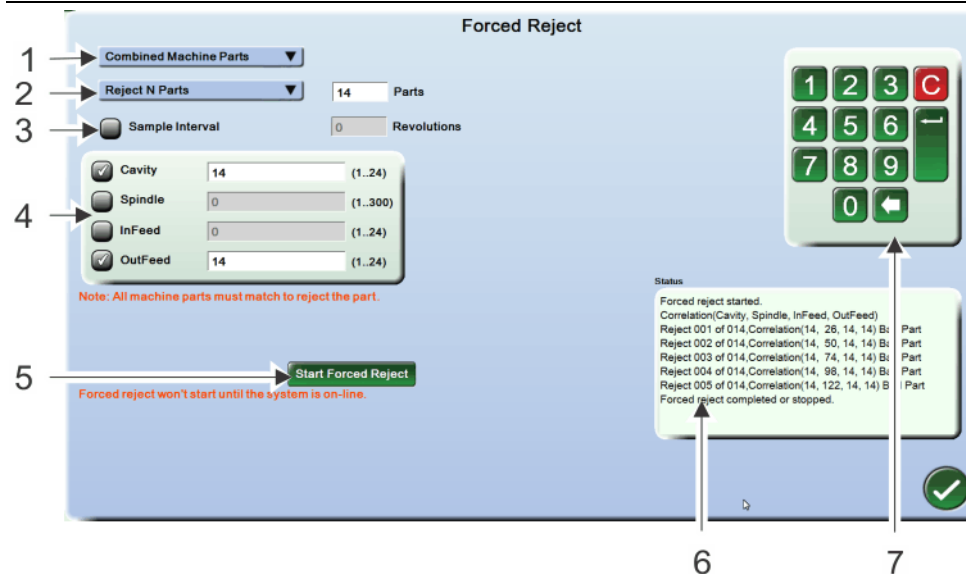 Forced Reject
1 Combined Machine Parts
2 Reject N Parts 14 Parts
3 Sample Interval 0 Revolutions
4
Cavity 14 (1..24)
Spindle 0 (1..300)
InFeed 0 (1..24)
OutFeed 14 (1..24)
Note: All machine parts must match to reject the part.
5 Start Forced Reject
Forced reject won't start until the system is on-line.
1 2 3 C
4 5 6
7 8 9
0
Status
Forced reject started.
Correlation(Cavity, Spindle, InFeed, OutFeed)
Reject 001 of 014,Correlation(14, 26, 14, 14) Part
Reject 002 of 014,Correlation(14, 50, 14, 14) Part
Reject 003 of 014,Correlation(14, 74, 14, 14) Part
Reject 004 of 014,Correlation(14, 98, 14, 14) Part
Reject 005 of 014,Correlation(14, 122, 14, 14) Part
Forced reject completed or stopped.
6 7